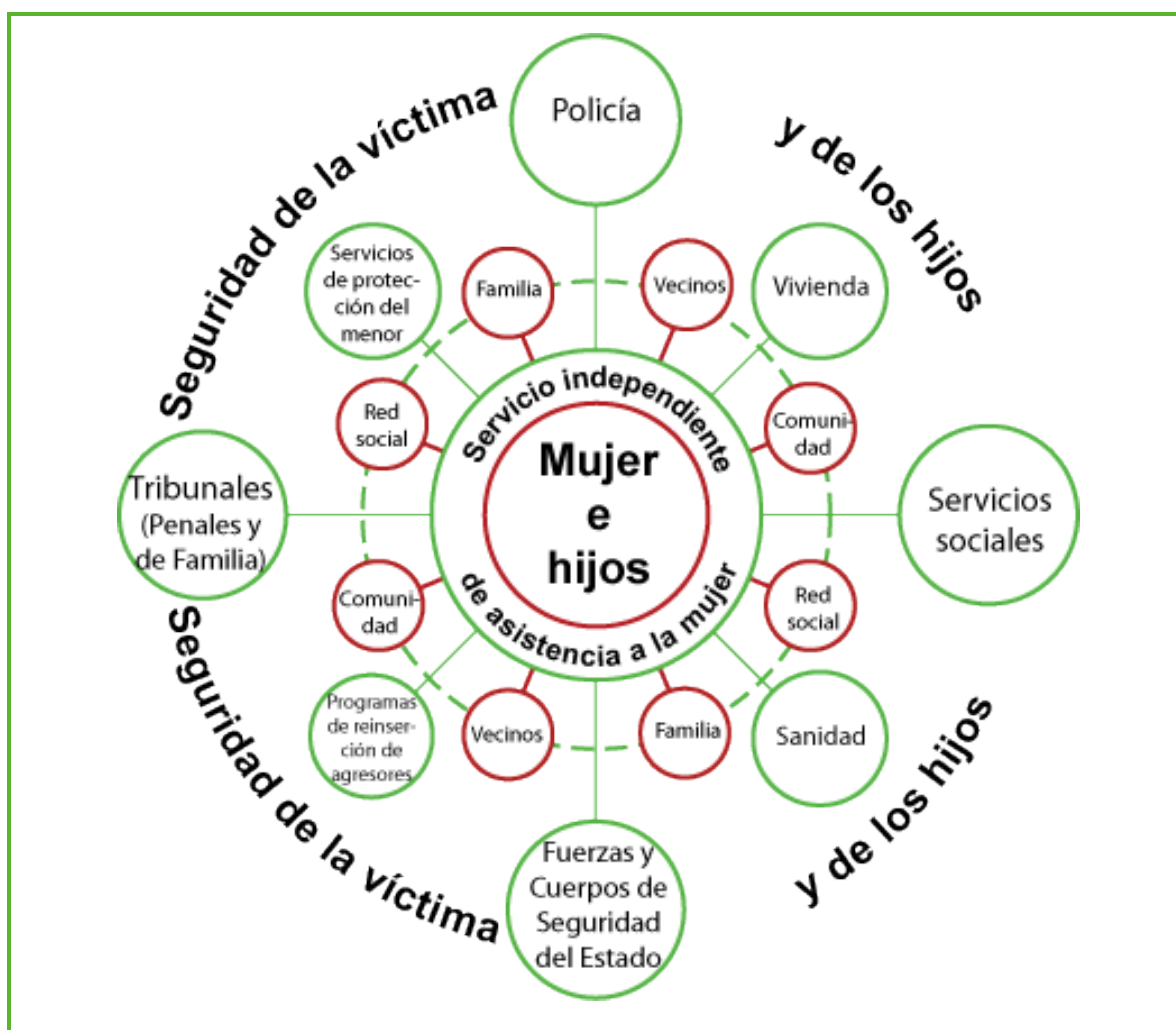 Seguridad de la víctima
y de los hijos
Policía
Servicios
de protec-
ción del
menor
Familia
Vecinos
Vivienda
Red
social
Servicio independiente
Comuni-
dad
Mujer
e
hijos
Tribunales
(Penales y
de Familia)
Servicios
sociales
de asistencia a la mujer
Comuni-
dad
Red
social
Programas
de reinser-
ción de
agresores
Vecinos
Familia
Sanidad
Fuerzas y
Cuerpos de
Seguridad
del Estado
Seguridad de la víctima
y de los hijos